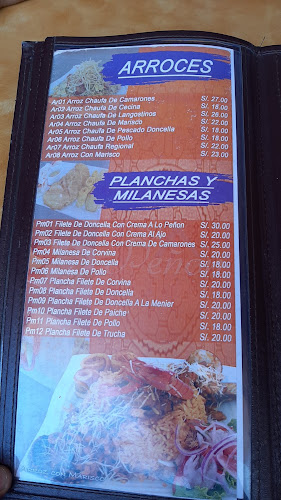 ARROCES
Ar01 Arroz Chaufa De Camarones S/. 27.00
Ar02 Arroz Chaufa De Cecina S/. 18.00
Ar03 Arroz Chaufa De Langostinos S/. 26.00
Ar04 Arroz Chaufa De Marisco S/. 22.00
Ar05 Arroz Chaufa De Pescado Doncella S/. 18.00
Ar06 Arroz Chaufa De Pollo S/. 18.00
Ar07 Arroz Chaufa Regional S/. 22.00
Ar08 Arroz Con Marisco S/. 23.00
PLANCHAS Y
MILANESAS
Pm01 Filete De Doncella Con Crema A Lo Peñon S/. 30.00
Pm02 Filete De Doncella Con Crema Al Ajo S/. 20.00
Pm03 Filete De Doncella Con Crema De Camarones S/. 25.00
Pm04 Milanesa De Corvina S/. 20.00
Pm05 Milanesa De Doncella S/. 18.00
Pm06 Milanesa De Pollo S/. 18.00
Pm07 Plancha Filete De Corvina S/. 20.00
Pm08 Plancha Filete De Doncella S/. 18.00
Pm09 Plancha Filete De Doncella A La Menier S/. 20.00
Pm10 Plancha Filete De Paiche S/. 20.00
Pm11 Plancha Filete De Pollo S/. 18.00
Pm12 Plancha Filete De Trucha S/. 20.00
Arroz con Marisco